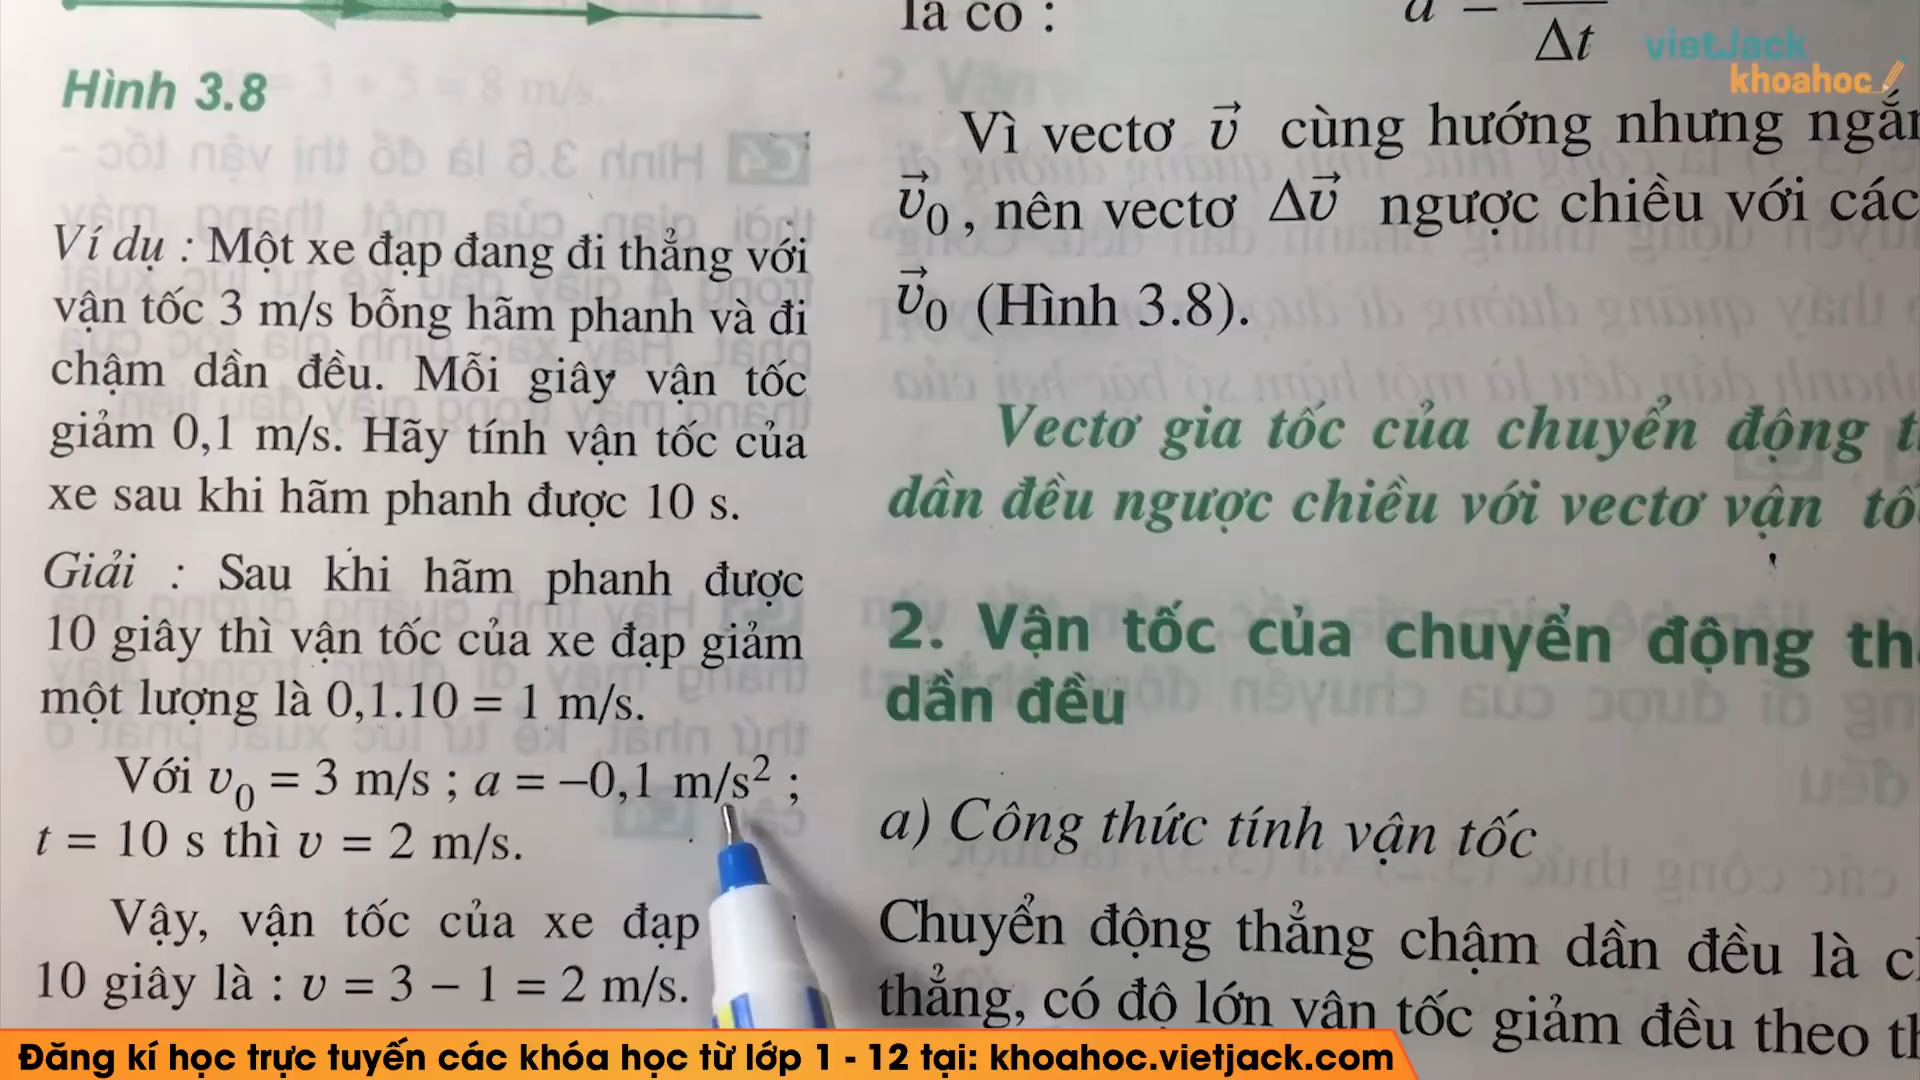 Hình 3.8
Ví dụ : Một xe đạp đang đi thẳng với
vận tốc 3 m/s bỗng hãm phanh và đi
chậm dần đều. Mỗi giây vận tốc
giảm 0,1 m/s. Hãy tính vận tốc của
xe sau khi hãm phanh được 10 s.
Giải : Sau khi hãm phanh được
10 giây thì vận tốc của xe đạp giảm
một lượng là 0,1.10 = 1 m/s.
Với v₀ = 3 m/s ; a = –0,1 m/s² ;
t = 10 s thì v = 2 m/s.
Vậy, vận tốc của xe đạp
10 giây là : v = 3 – 1 = 2 m/s.
ta có :
Δt
Vì vectơ v⃗ cùng hướng nhưng
v⃗₀ , nên vectơ Δv⃗ ngược chiều với các
v⃗₀ (Hình 3.8).
Vectơ gia tốc của chuyển động
dần đều ngược chiều với vectơ vận
2. Vận tốc của chuyển động
dần đều
a) Công thức tính vận tốc
Chuyển động thẳng chậm dần đều là
thẳng, có độ lớn vận tốc giảm đều theo
vietJack
khoahoc
Đăng kí học trực tuyến các khóa học từ lớp 1 - 12 tại: khoahoc.vietjack.com